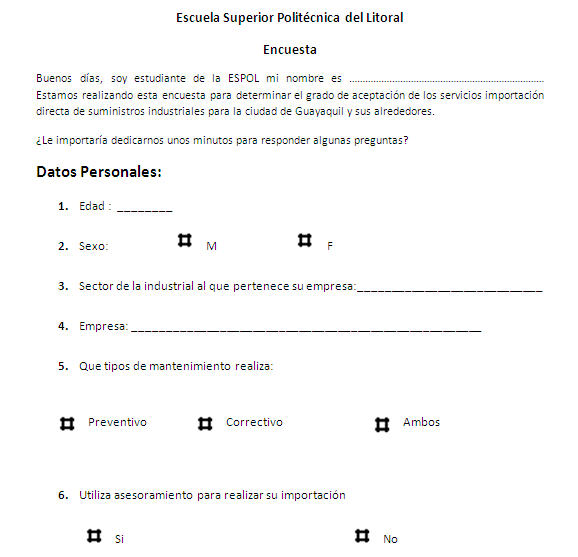 Escuela Superior Politécnica del Litoral
Encuesta
Buenos días, soy estudiante de la ESPOL mi nombre es ..............................................................
Estamos realizando esta encuesta para determinar el grado de aceptación de los servicios importación
directa de suministros industriales para la ciudad de Guayaquil y sus alrededores.
¿Le importaría dedicarnos unos minutos para responder algunas preguntas?
Datos Personales:
1. Edad : ________
2. Sexo: M F
3. Sector de la industrial al que pertenece su empresa:___________________________
4. Empresa: ___________________________________________________
5. Que tipos de mantenimiento realiza:
Preventivo Correctivo Ambos
6. Utiliza asesoramiento para realizar su importación
Si No